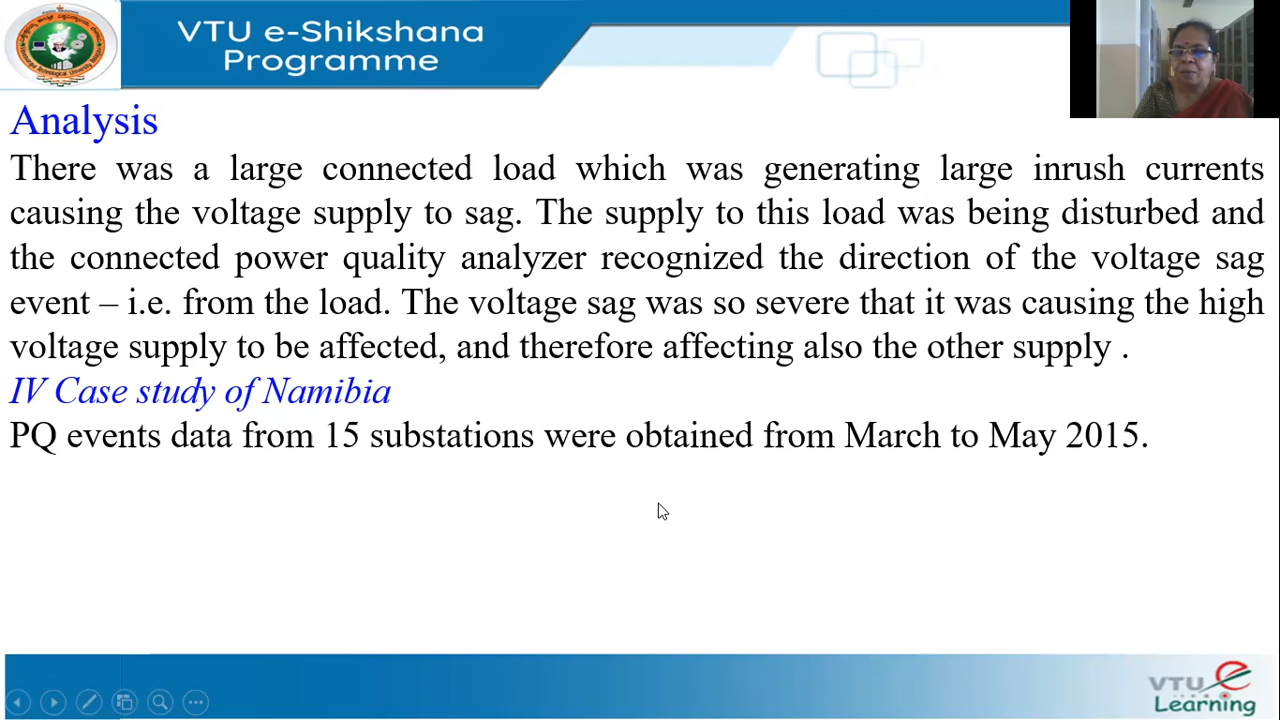 VTU e-Shikshana
Programme
Analysis
There was a large connected load which was generating large inrush currents
causing the voltage supply to sag. The supply to this load was being disturbed and
the connected power quality analyzer recognized the direction of the voltage sag
event – i.e. from the load. The voltage sag was so severe that it was causing the high
voltage supply to be affected, and therefore affecting also the other supply .
IV Case study of Namibia
PQ events data from 15 substations were obtained from March to May 2015.
VTU e
Learning